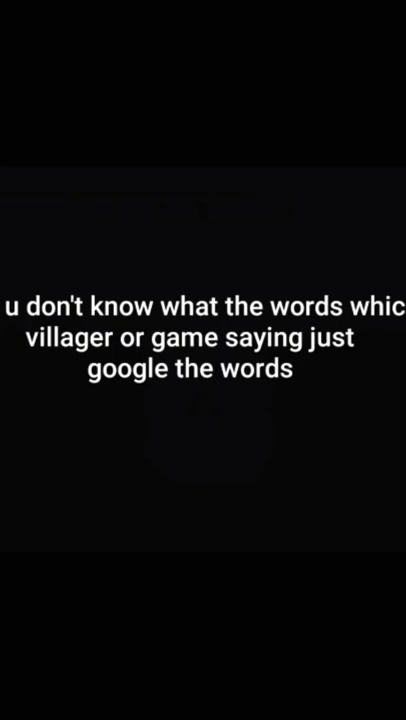 u don't know what the words whic
villager or game saying just
google the words